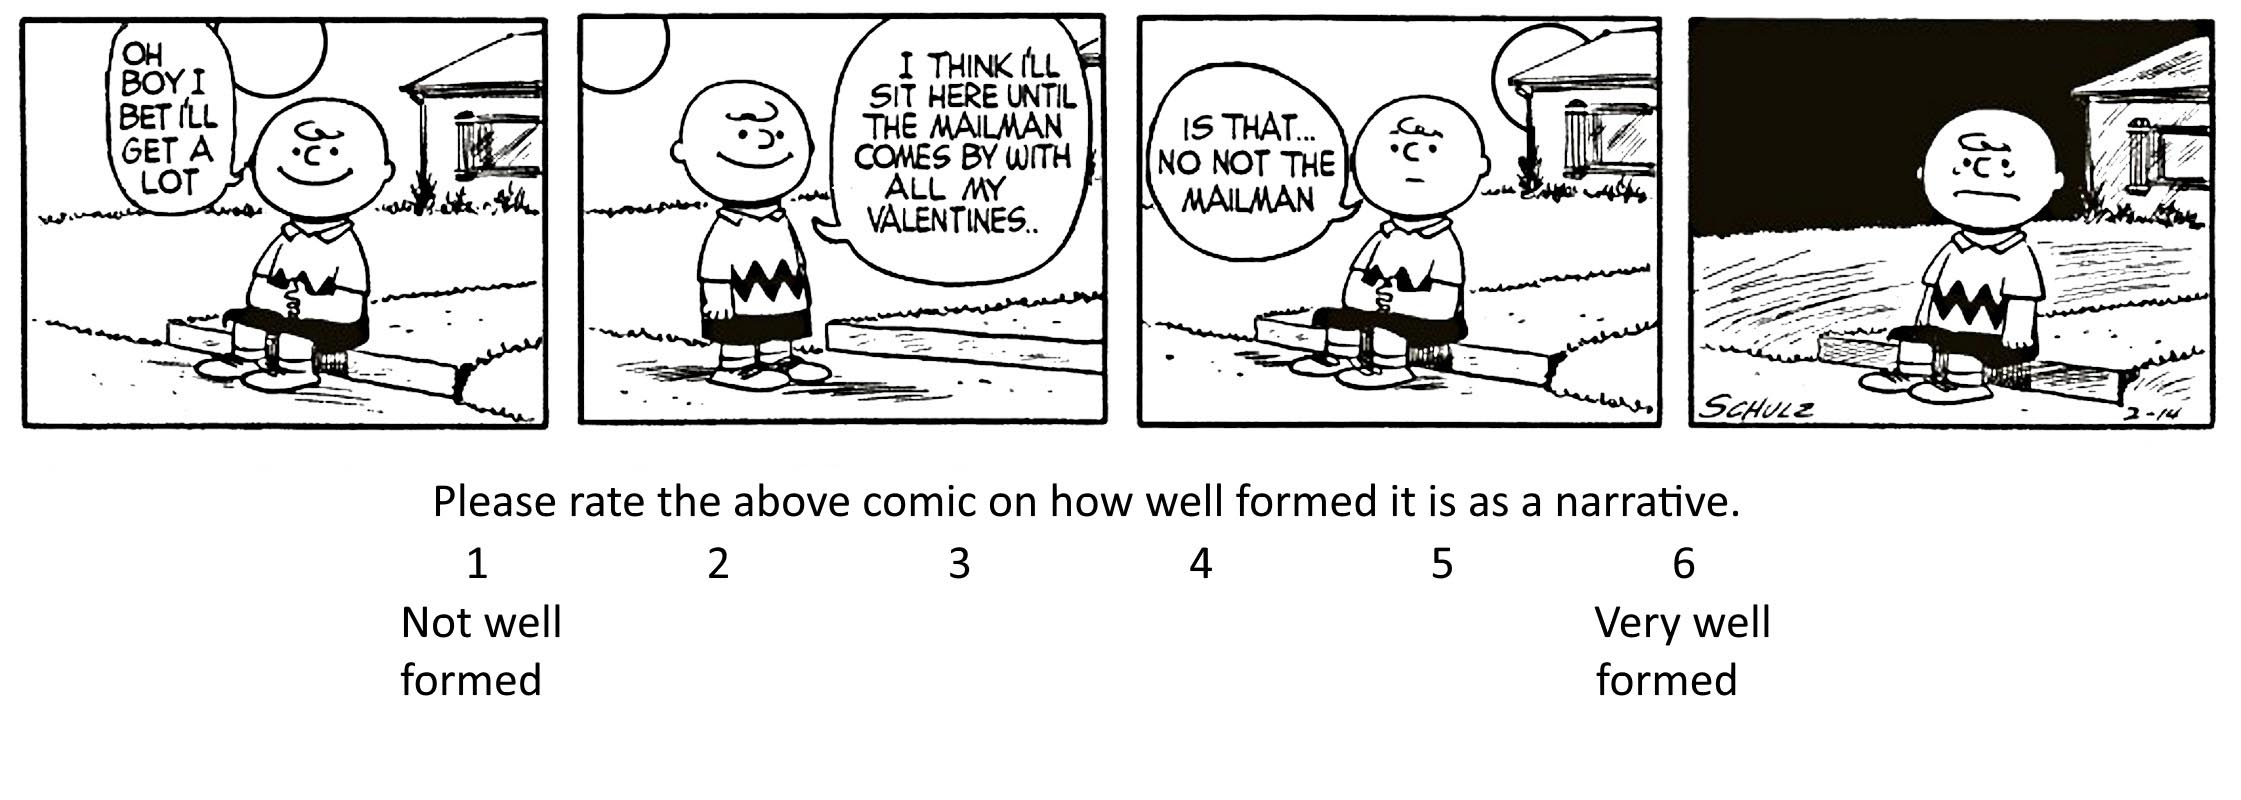 OH
BOY I
BET I'LL
GET A
LOT
I THINK I'LL
SIT HERE UNTIL
THE MAILMAN
COMES BY WITH
ALL MY
VALENTINES..
IS THAT...
NO NOT THE
MAILMAN
SCHULZ
2-14
Please rate the above comic on how well formed it is as a narrative.
1 2 3 4 5 6
Not well Very well
formed formed